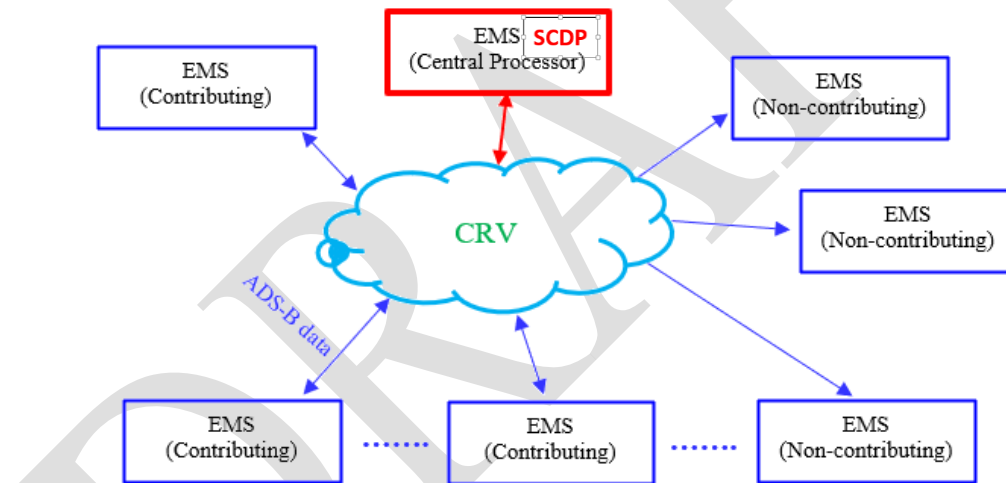 EMS SCDP
(Central Processor)
EMS
(Contributing)
EMS
(Non-contributing)
EMS
(Non-contributing)
CRV
ADS-B data
EMS
(Contributing)
EMS
(Contributing)
EMS
(Non-contributing)
DRAFT